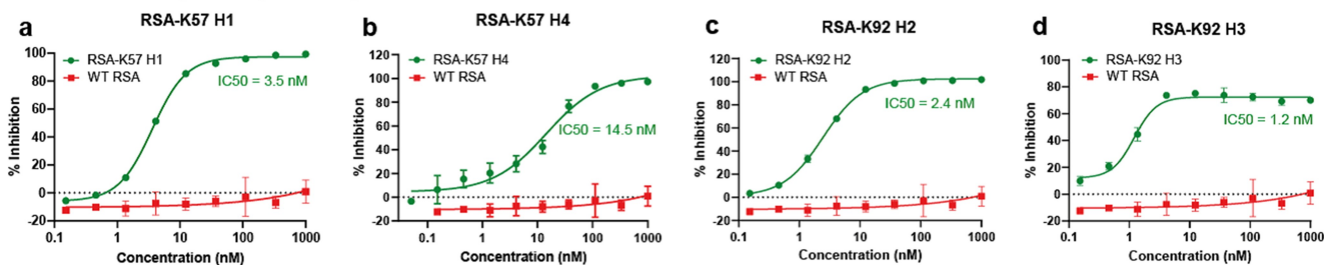 a
RSA-K57 H1
% Inhibition
100
80
60
40
20
0
-20
RSA-K57 H1
WT RSA
IC50 = 3.5 nM
0.1 1 10 100 1000
Concentration (nM)
b
RSA-K57 H4
% Inhibition
120
100
80
60
40
20
0
-20
RSA-K57 H4
WT RSA
IC50 = 14.5 nM
0.1 1 10 100 1000
Concentration (nM)
c
RSA-K92 H2
% Inhibition
120
100
80
60
40
20
0
-20
RSA-K92 H2
WT RSA
IC50 = 2.4 nM
0.1 1 10 100 1000
Concentration (nM)
d
RSA-K92 H3
% Inhibition
100
80
60
40
20
0
-20
RSA-K92 H3
WT RSA
IC50 = 1.2 nM
0.1 1 10 100 1000
Concentration (nM)